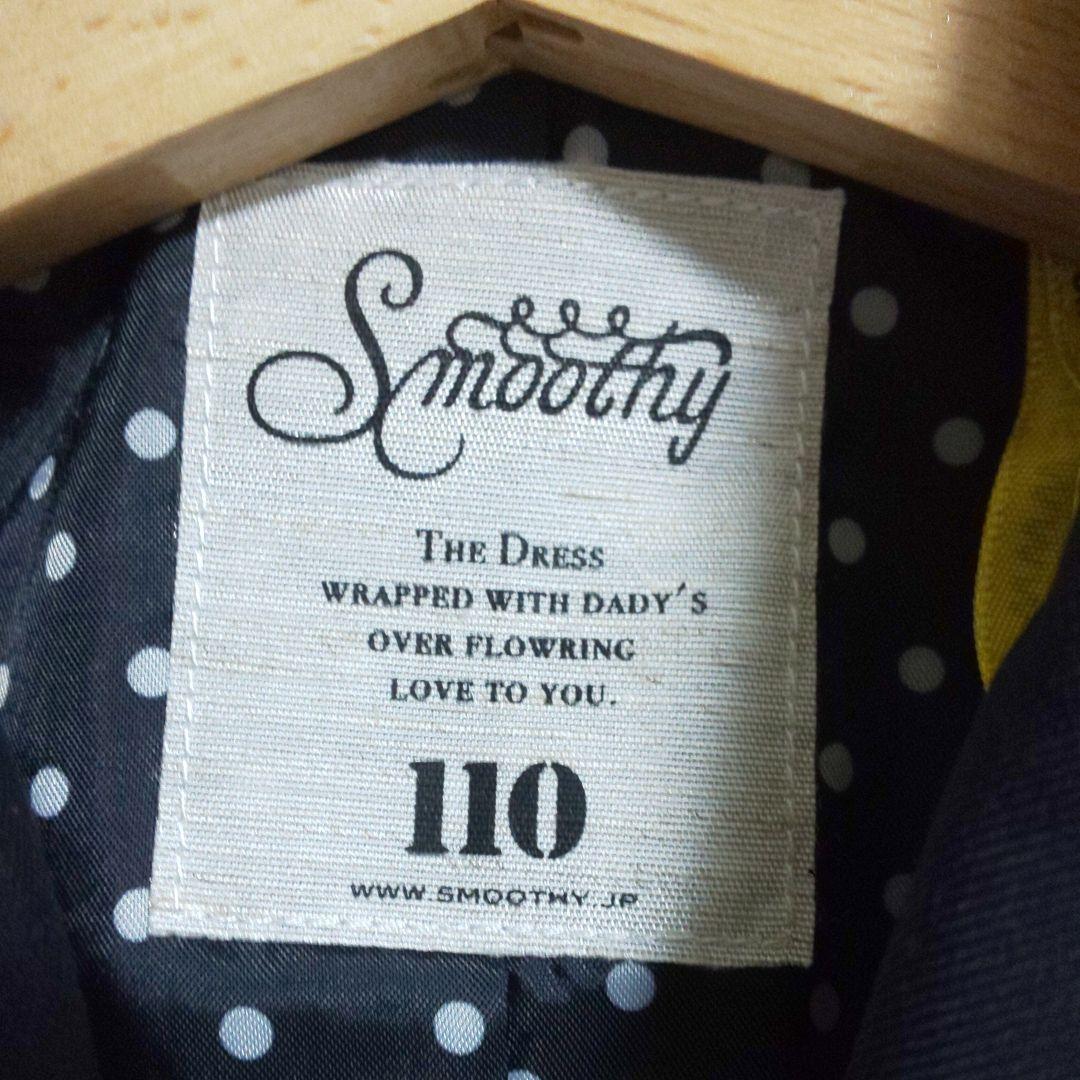 Smoothy
THE DRESS
WRAPPED WITH DADY'S
OVER FLOWRING
LOVE TO YOU.
110
WWW.SMOOTHY.JP